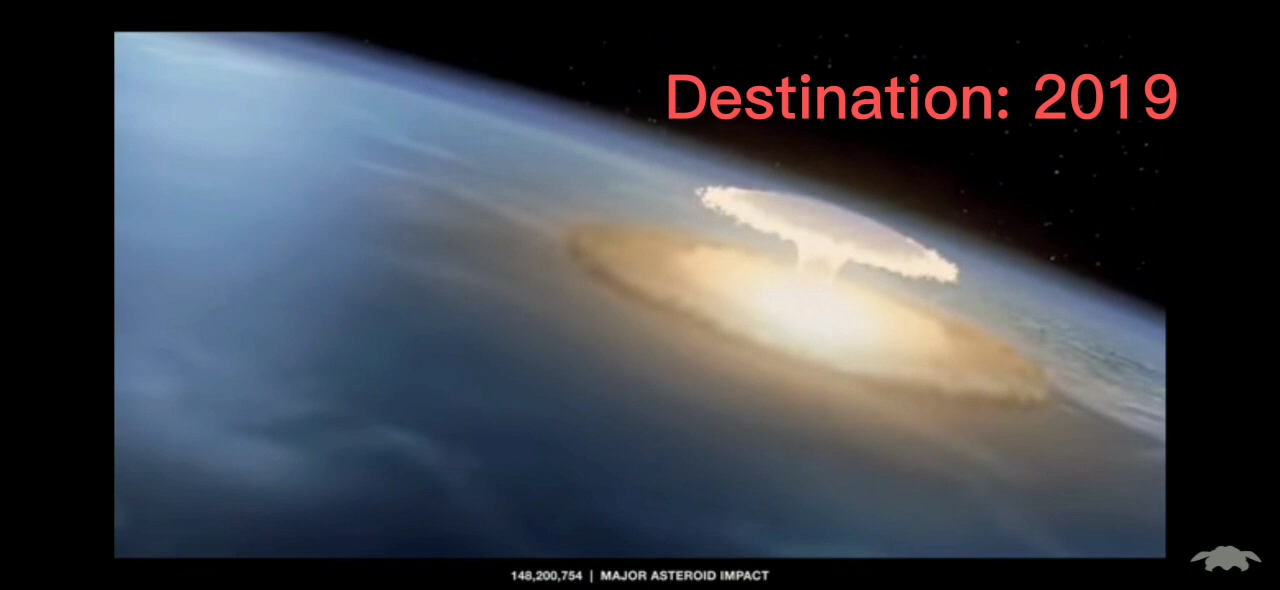 Destination: 2019
148,200,754 | MAJOR ASTEROID IMPACT